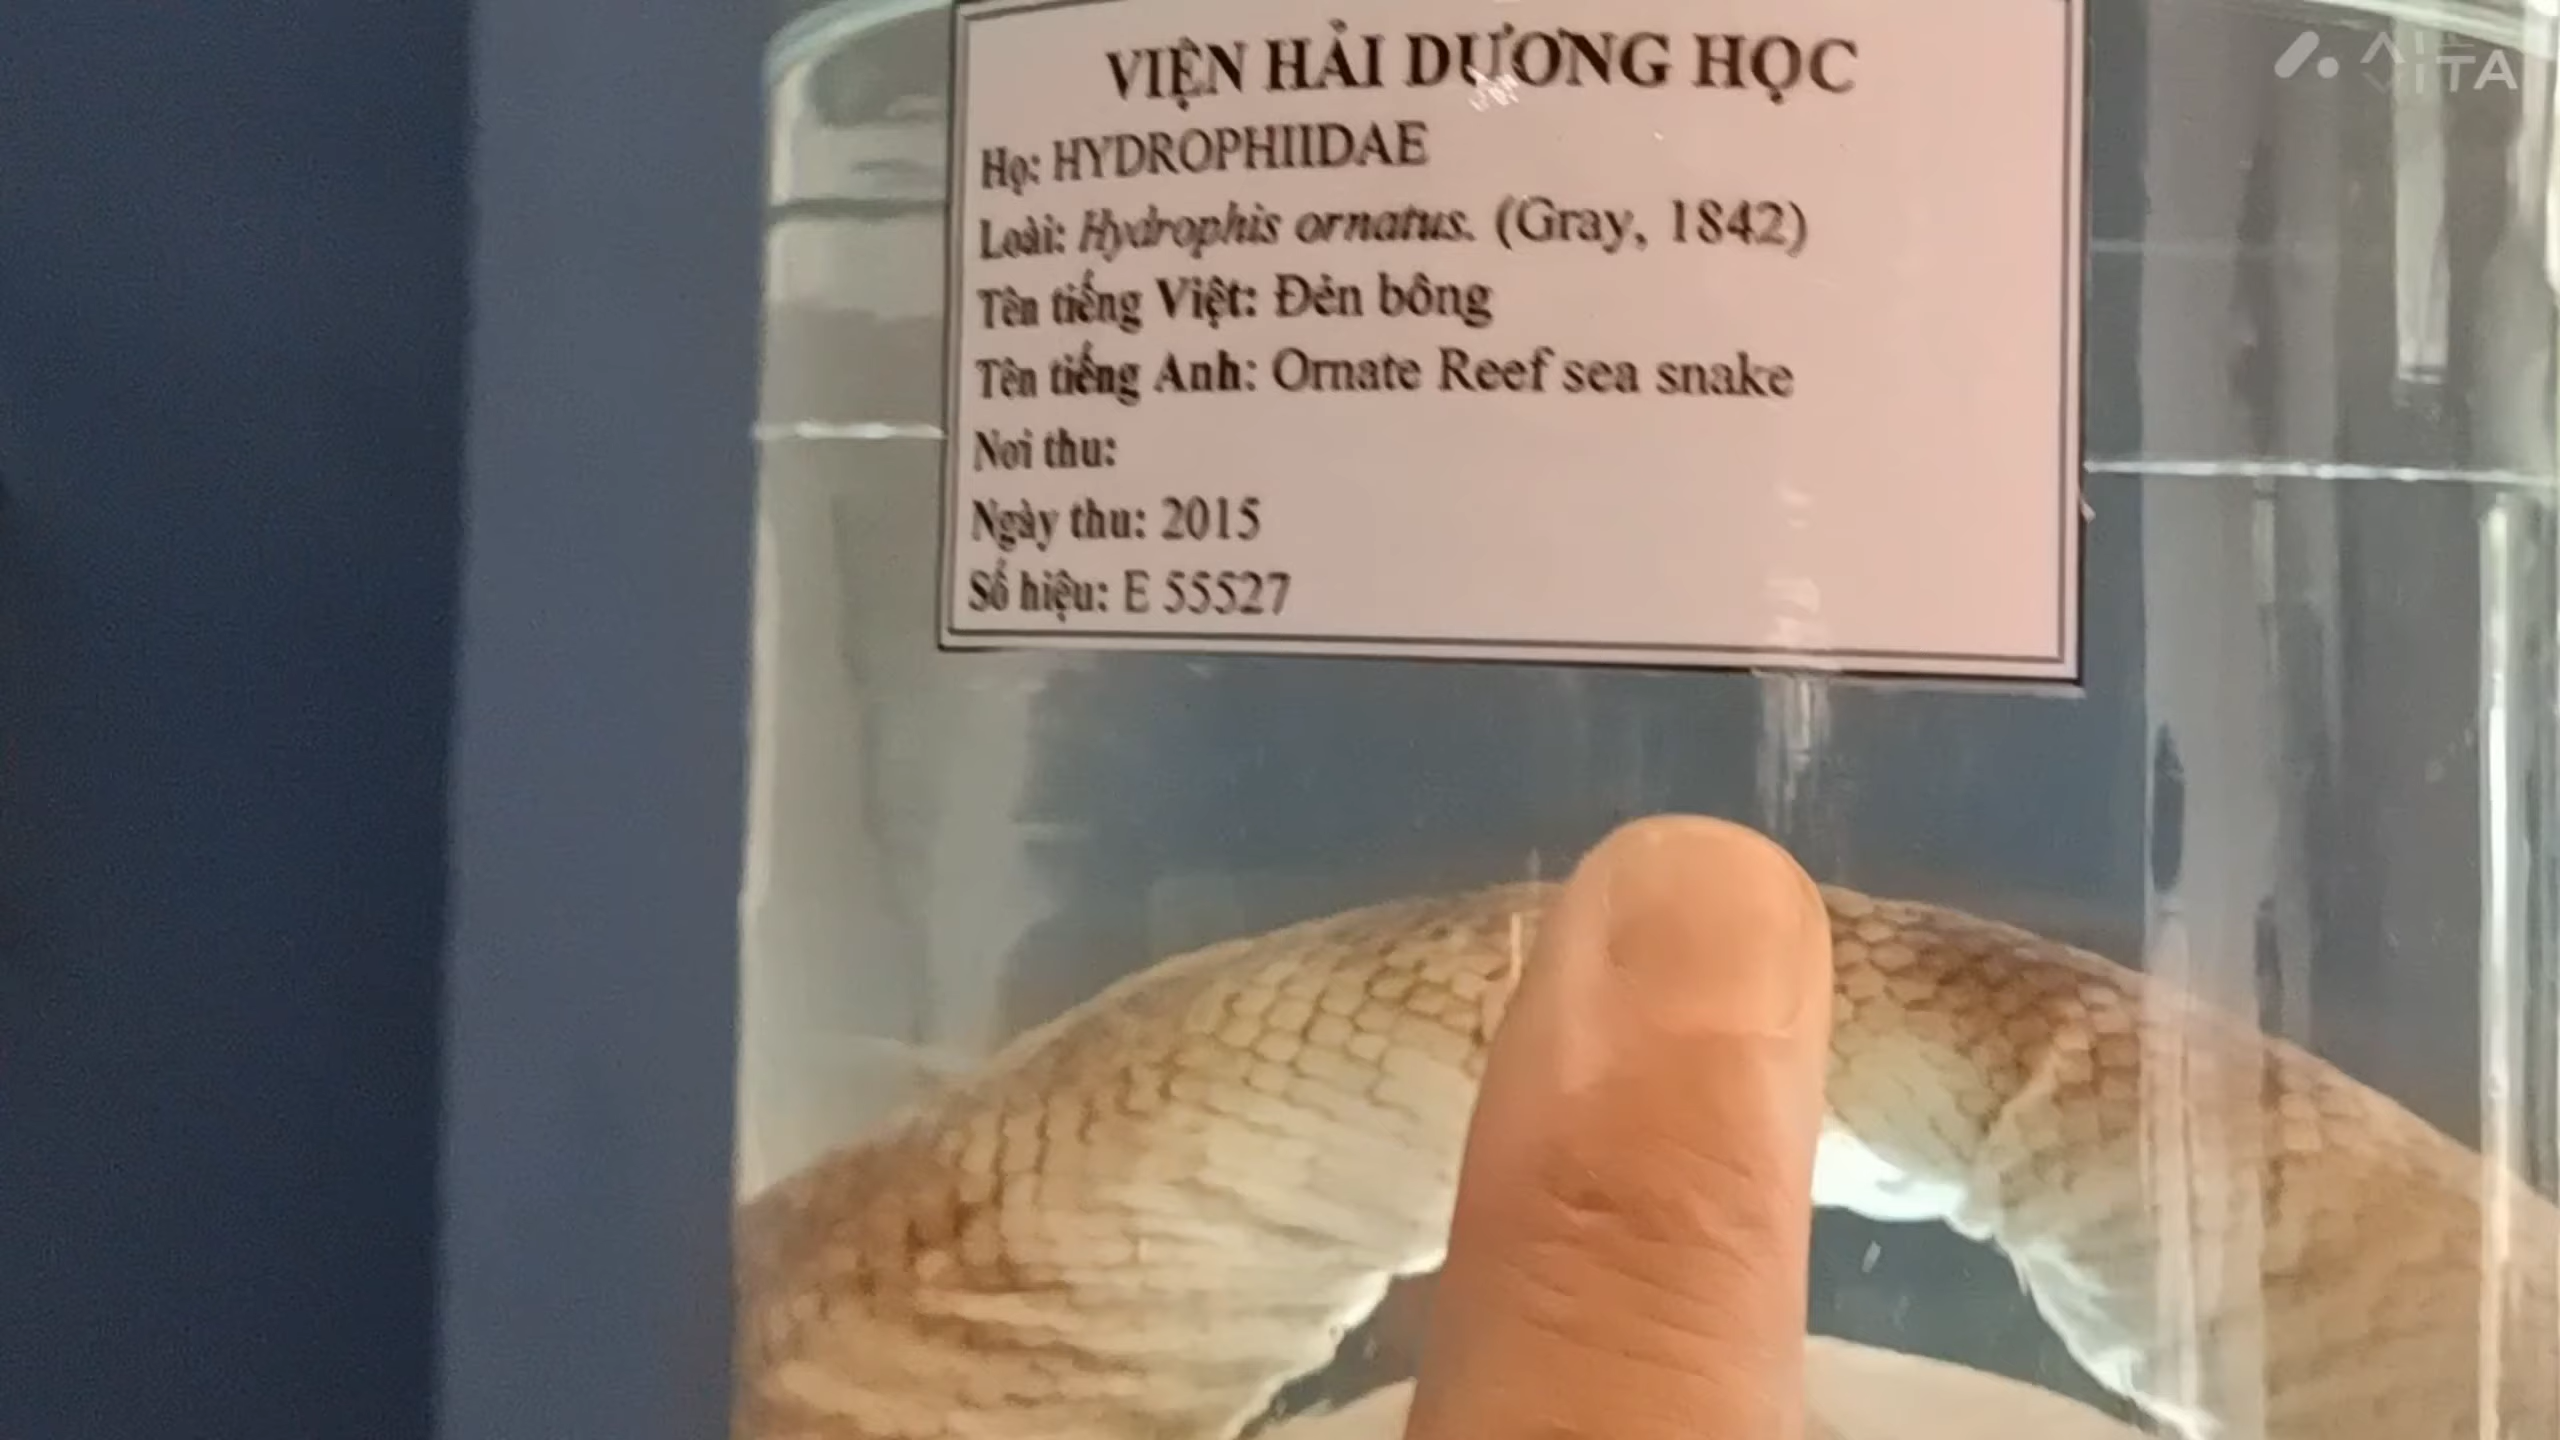 VIỆN HẢI DƯƠNG HỌC
Họ: HYDROPHIIDAE
Loài: Hydrophis ornatus. (Gray, 1842)
Tên tiếng Việt: Đẻn bông
Tên tiếng Anh: Ornate Reef sea snake
Nơi thu:
Ngày thu: 2015
Số hiệu: E 55527